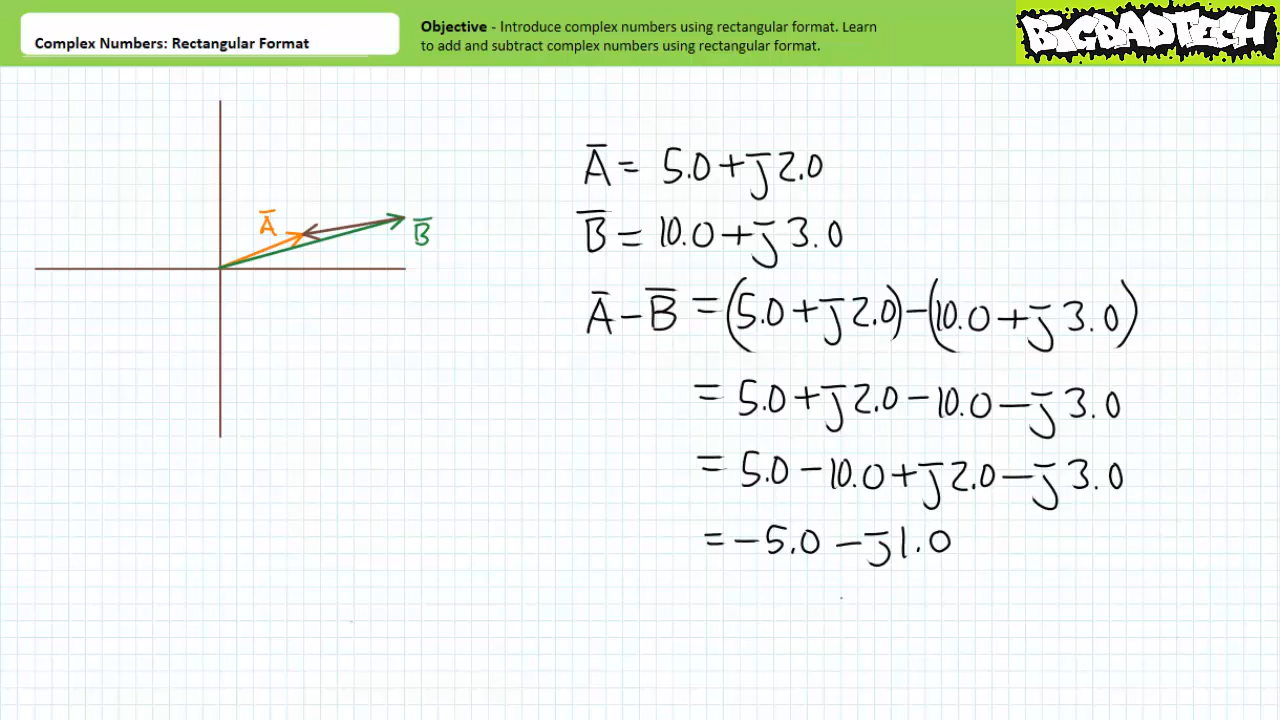 Complex Numbers: Rectangular Format
Objective - Introduce complex numbers using rectangular format. Learn
to add and subtract complex numbers using rectangular format.
BIGBADTECH
A̅
B̅
A̅ = 5.0 + j2.0
B̅ = 10.0 + j3.0
A̅ - B̅ = (5.0 + j2.0) - (10.0 + j3.0)
= 5.0 + j2.0 - 10.0 - j3.0
= 5.0 - 10.0 + j2.0 - j3.0
= -5.0 - j1.0